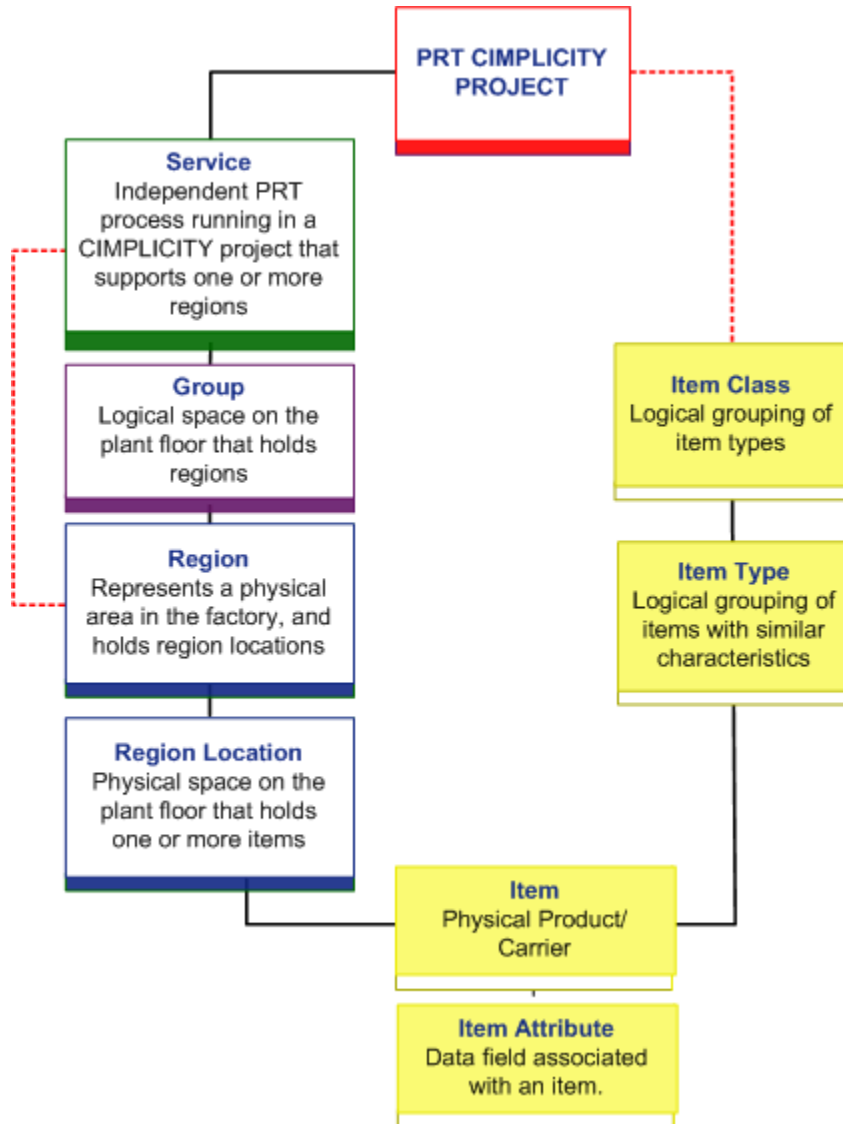 PRT CIMPLICITY
PROJECT
Service
Independent PRT
process running in a
CIMPLICITY project that
supports one or more
regions
Group
Logical space on the
plant floor that holds
regions
Region
Represents a physical
area in the factory, and
holds region locations
Region Location
Physical space on the
plant floor that holds
one or more items
Item Class
Logical grouping of
item types
Item Type
Logical grouping of
items with similar
characteristics
Item
Physical Product/
Carrier
Item Attribute
Data field associated
with an item.